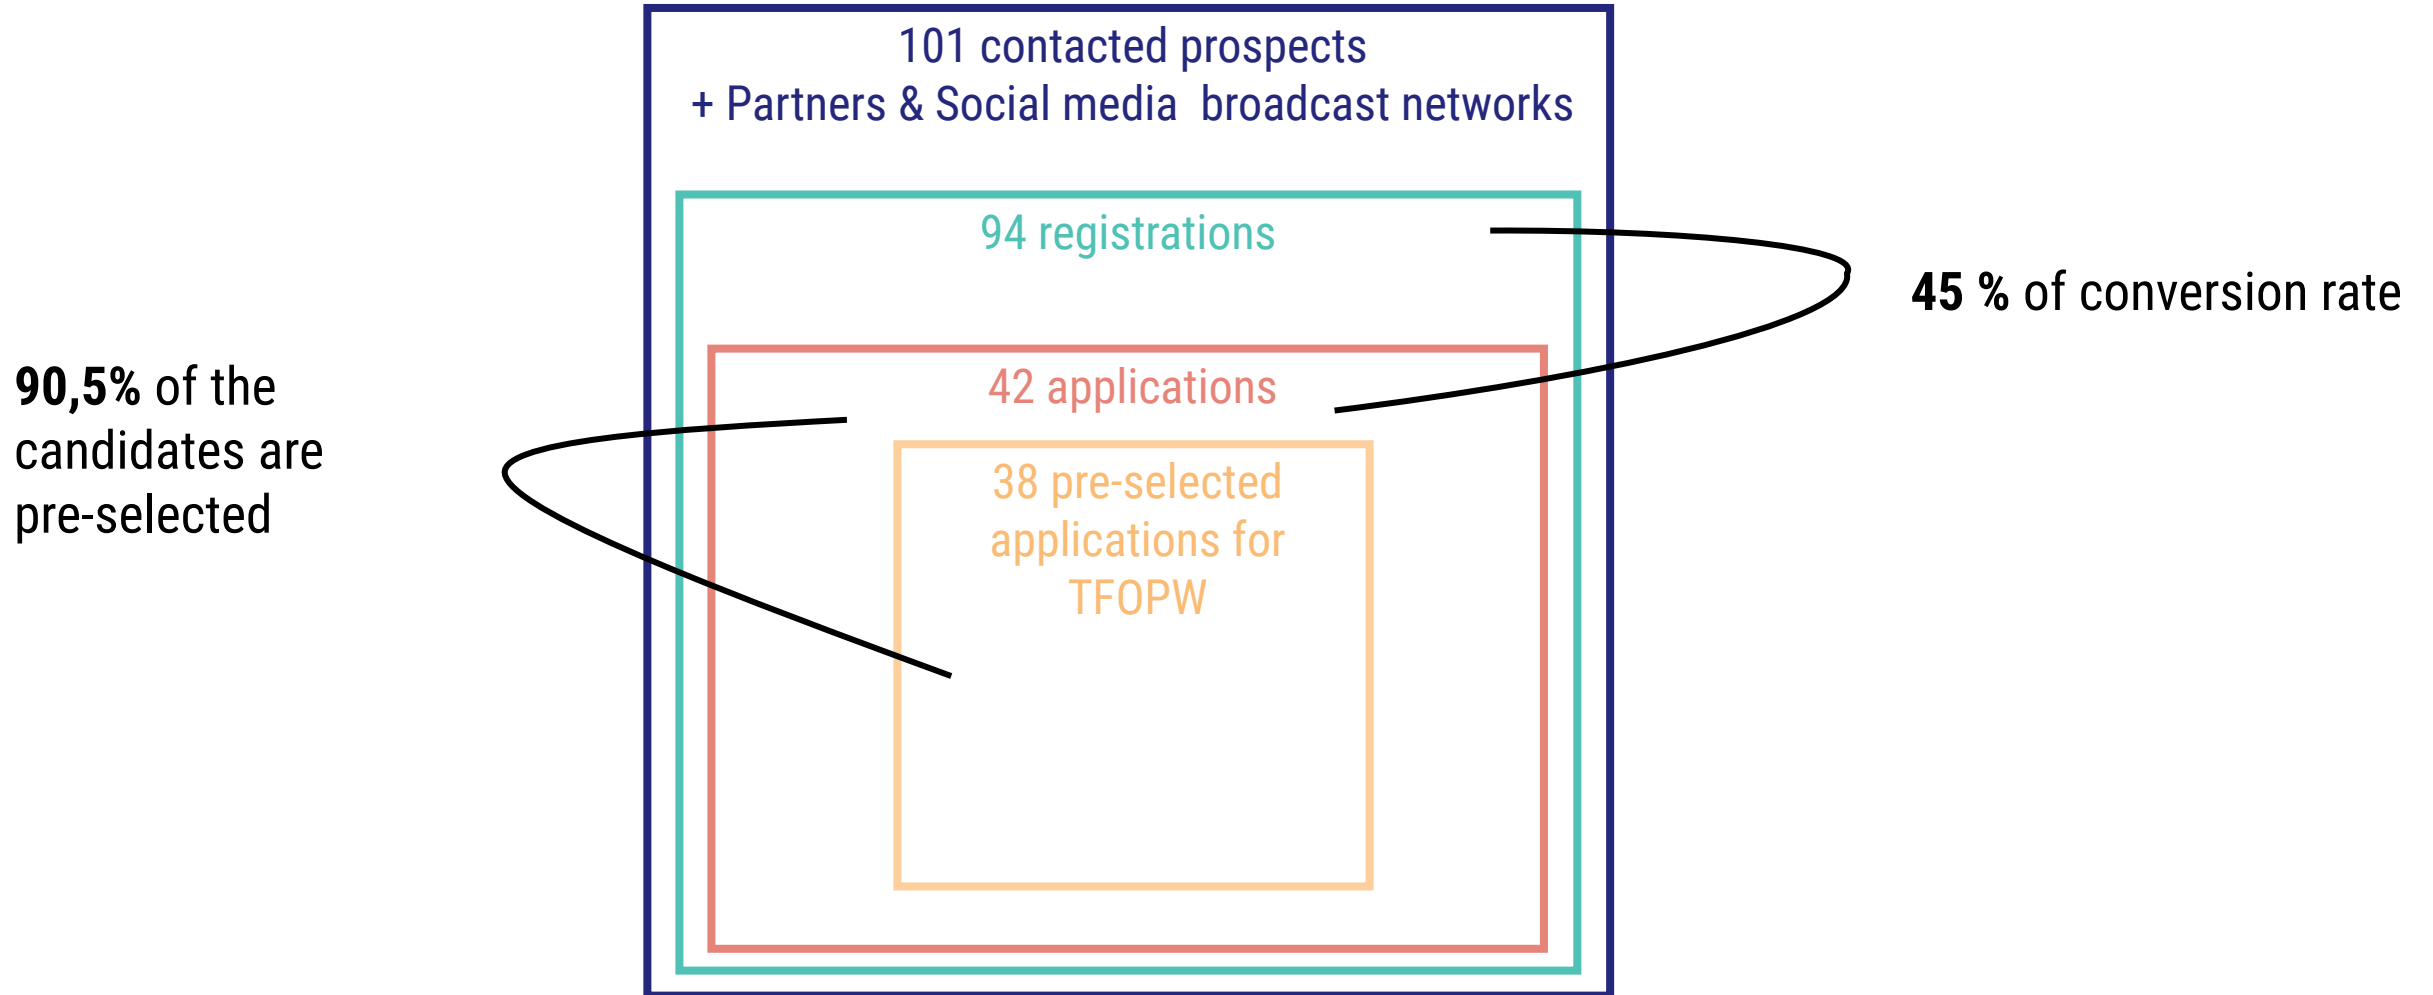 101 contacted prospects
+ Partners & Social media broadcast networks
94 registrations
45 % of conversion rate
42 applications
90,5% of the
candidates are
pre-selected
38 pre-selected
applications for
TFOPW